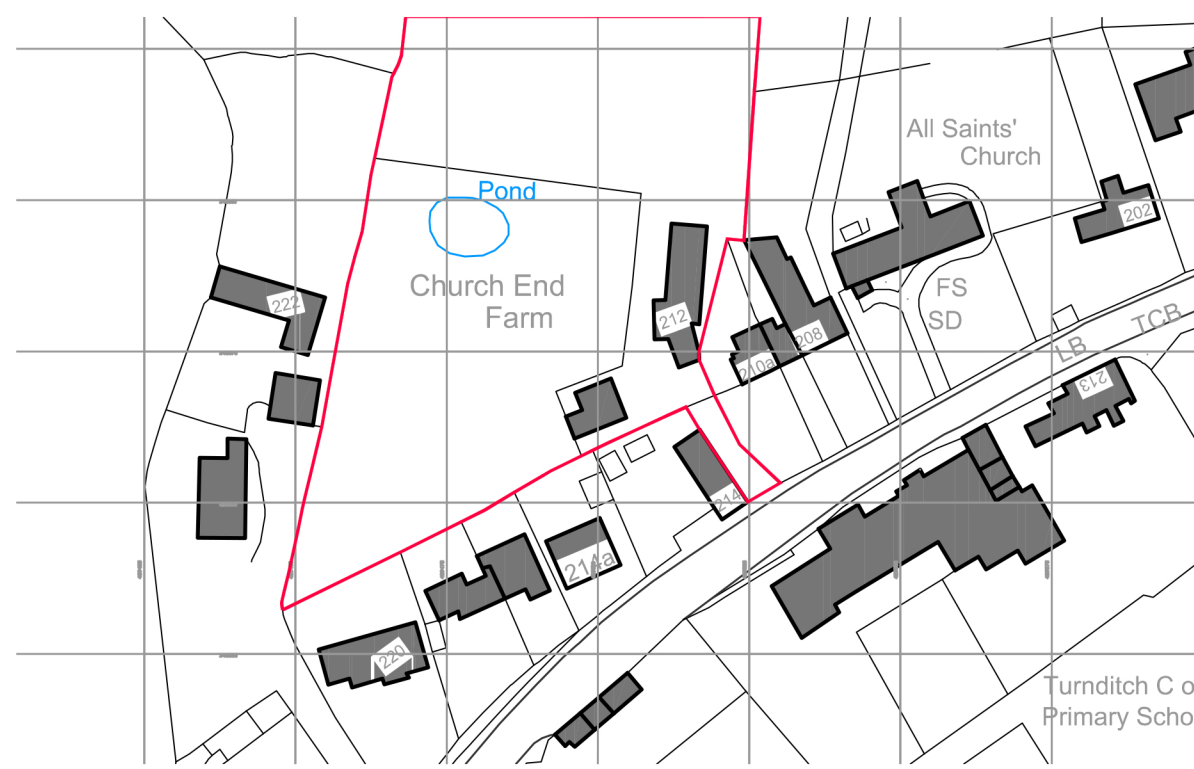 All Saints'
Church
Pond
202
Church End
Farm
222
FS
SD
212
208
210a
TCB
LB
213
214
214a
220
Turnditch C o
Primary Scho